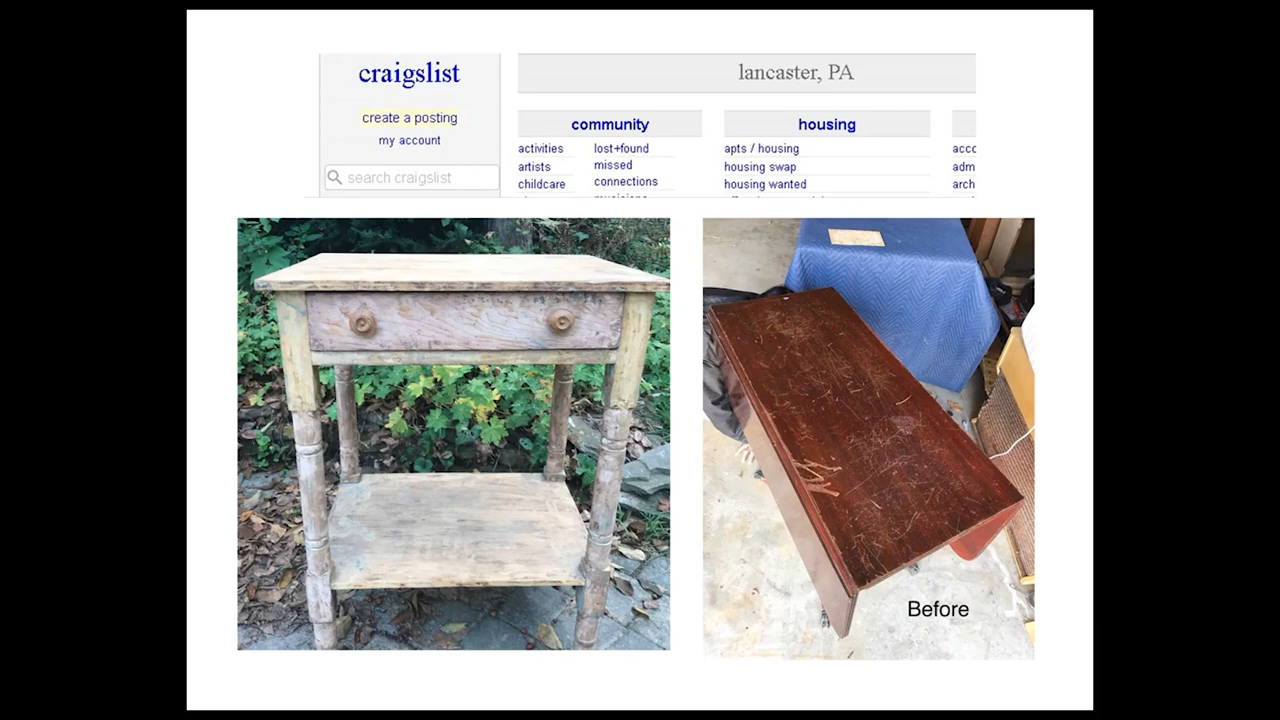 craigslist
create a posting
my account
search craigslist
lancaster, PA
community
activities
artists
childcare
lost+found
missed
connections
housing
apts / housing
housing swap
housing wanted
acc
adm
arch
Before